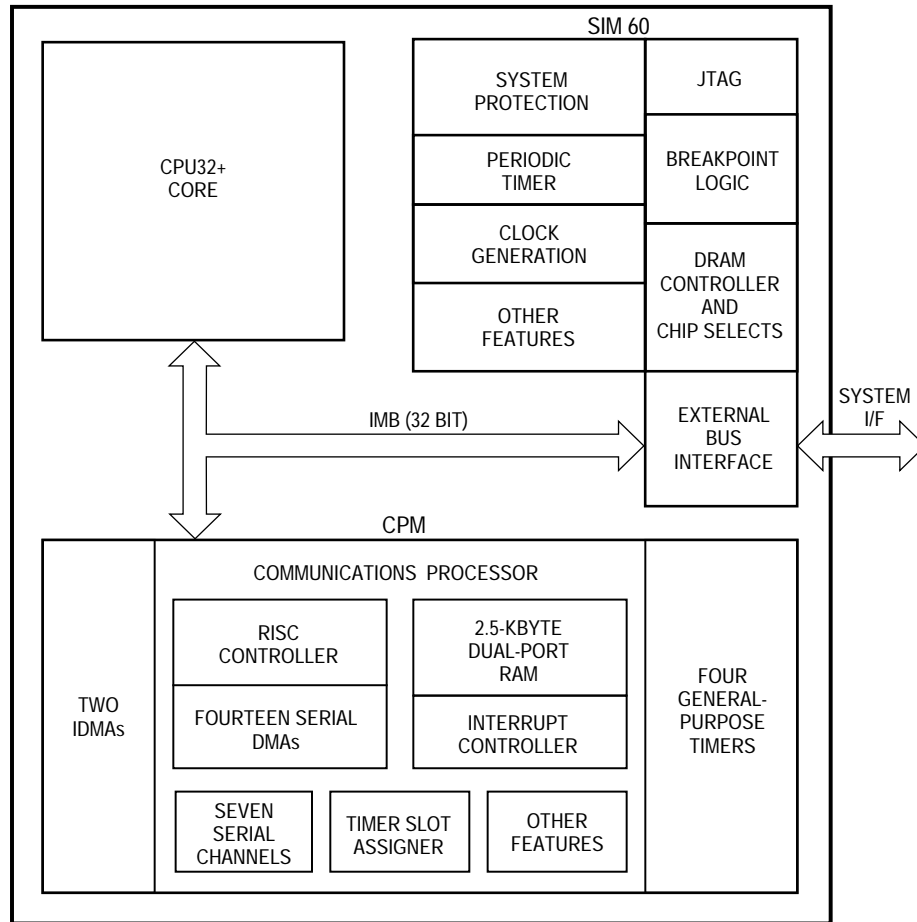 SIM 60
CPU32+
CORE
SYSTEM
PROTECTION
PERIODIC
TIMER
CLOCK
GENERATION
OTHER
FEATURES
JTAG
BREAKPOINT
LOGIC
DRAM
CONTROLLER
AND
CHIP SELECTS
EXTERNAL
BUS
INTERFACE
SYSTEM
I/F
IMB (32 BIT)
CPM
TWO
IDMAs
COMMUNICATIONS PROCESSOR
RISC
CONTROLLER
FOURTEEN SERIAL
DMAs
2.5-KBYTE
DUAL-PORT
RAM
INTERRUPT
CONTROLLER
SEVEN
SERIAL
CHANNELS
TIMER SLOT
ASSIGNER
OTHER
FEATURES
FOUR
GENERAL-
PURPOSE
TIMERS